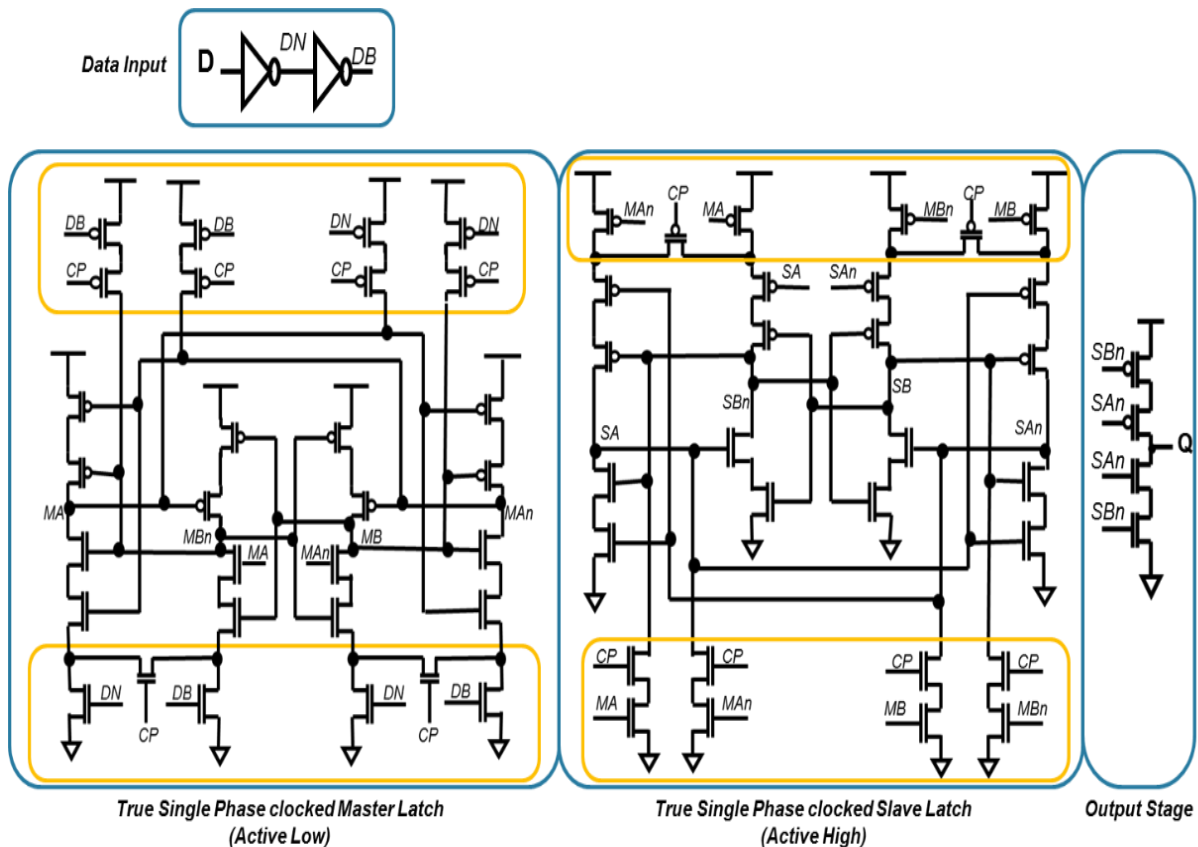 Data Input
D
DN
DB
DB
DB
DN
DN
CP
CP
CP
CP
MA
MBn
MA
MAn
MB
MAn
DN
DB
DN
DB
CP
CP
True Single Phase clocked Master Latch
(Active Low)
MAn
CP
MA
MBn
CP
MB
SA
SAn
SBn
SB
SA
SAn
CP
CP
CP
CP
MA
MAn
MB
MBn
True Single Phase clocked Slave Latch
(Active High)
SBn
SAn
Q
SAn
SBn
Output Stage